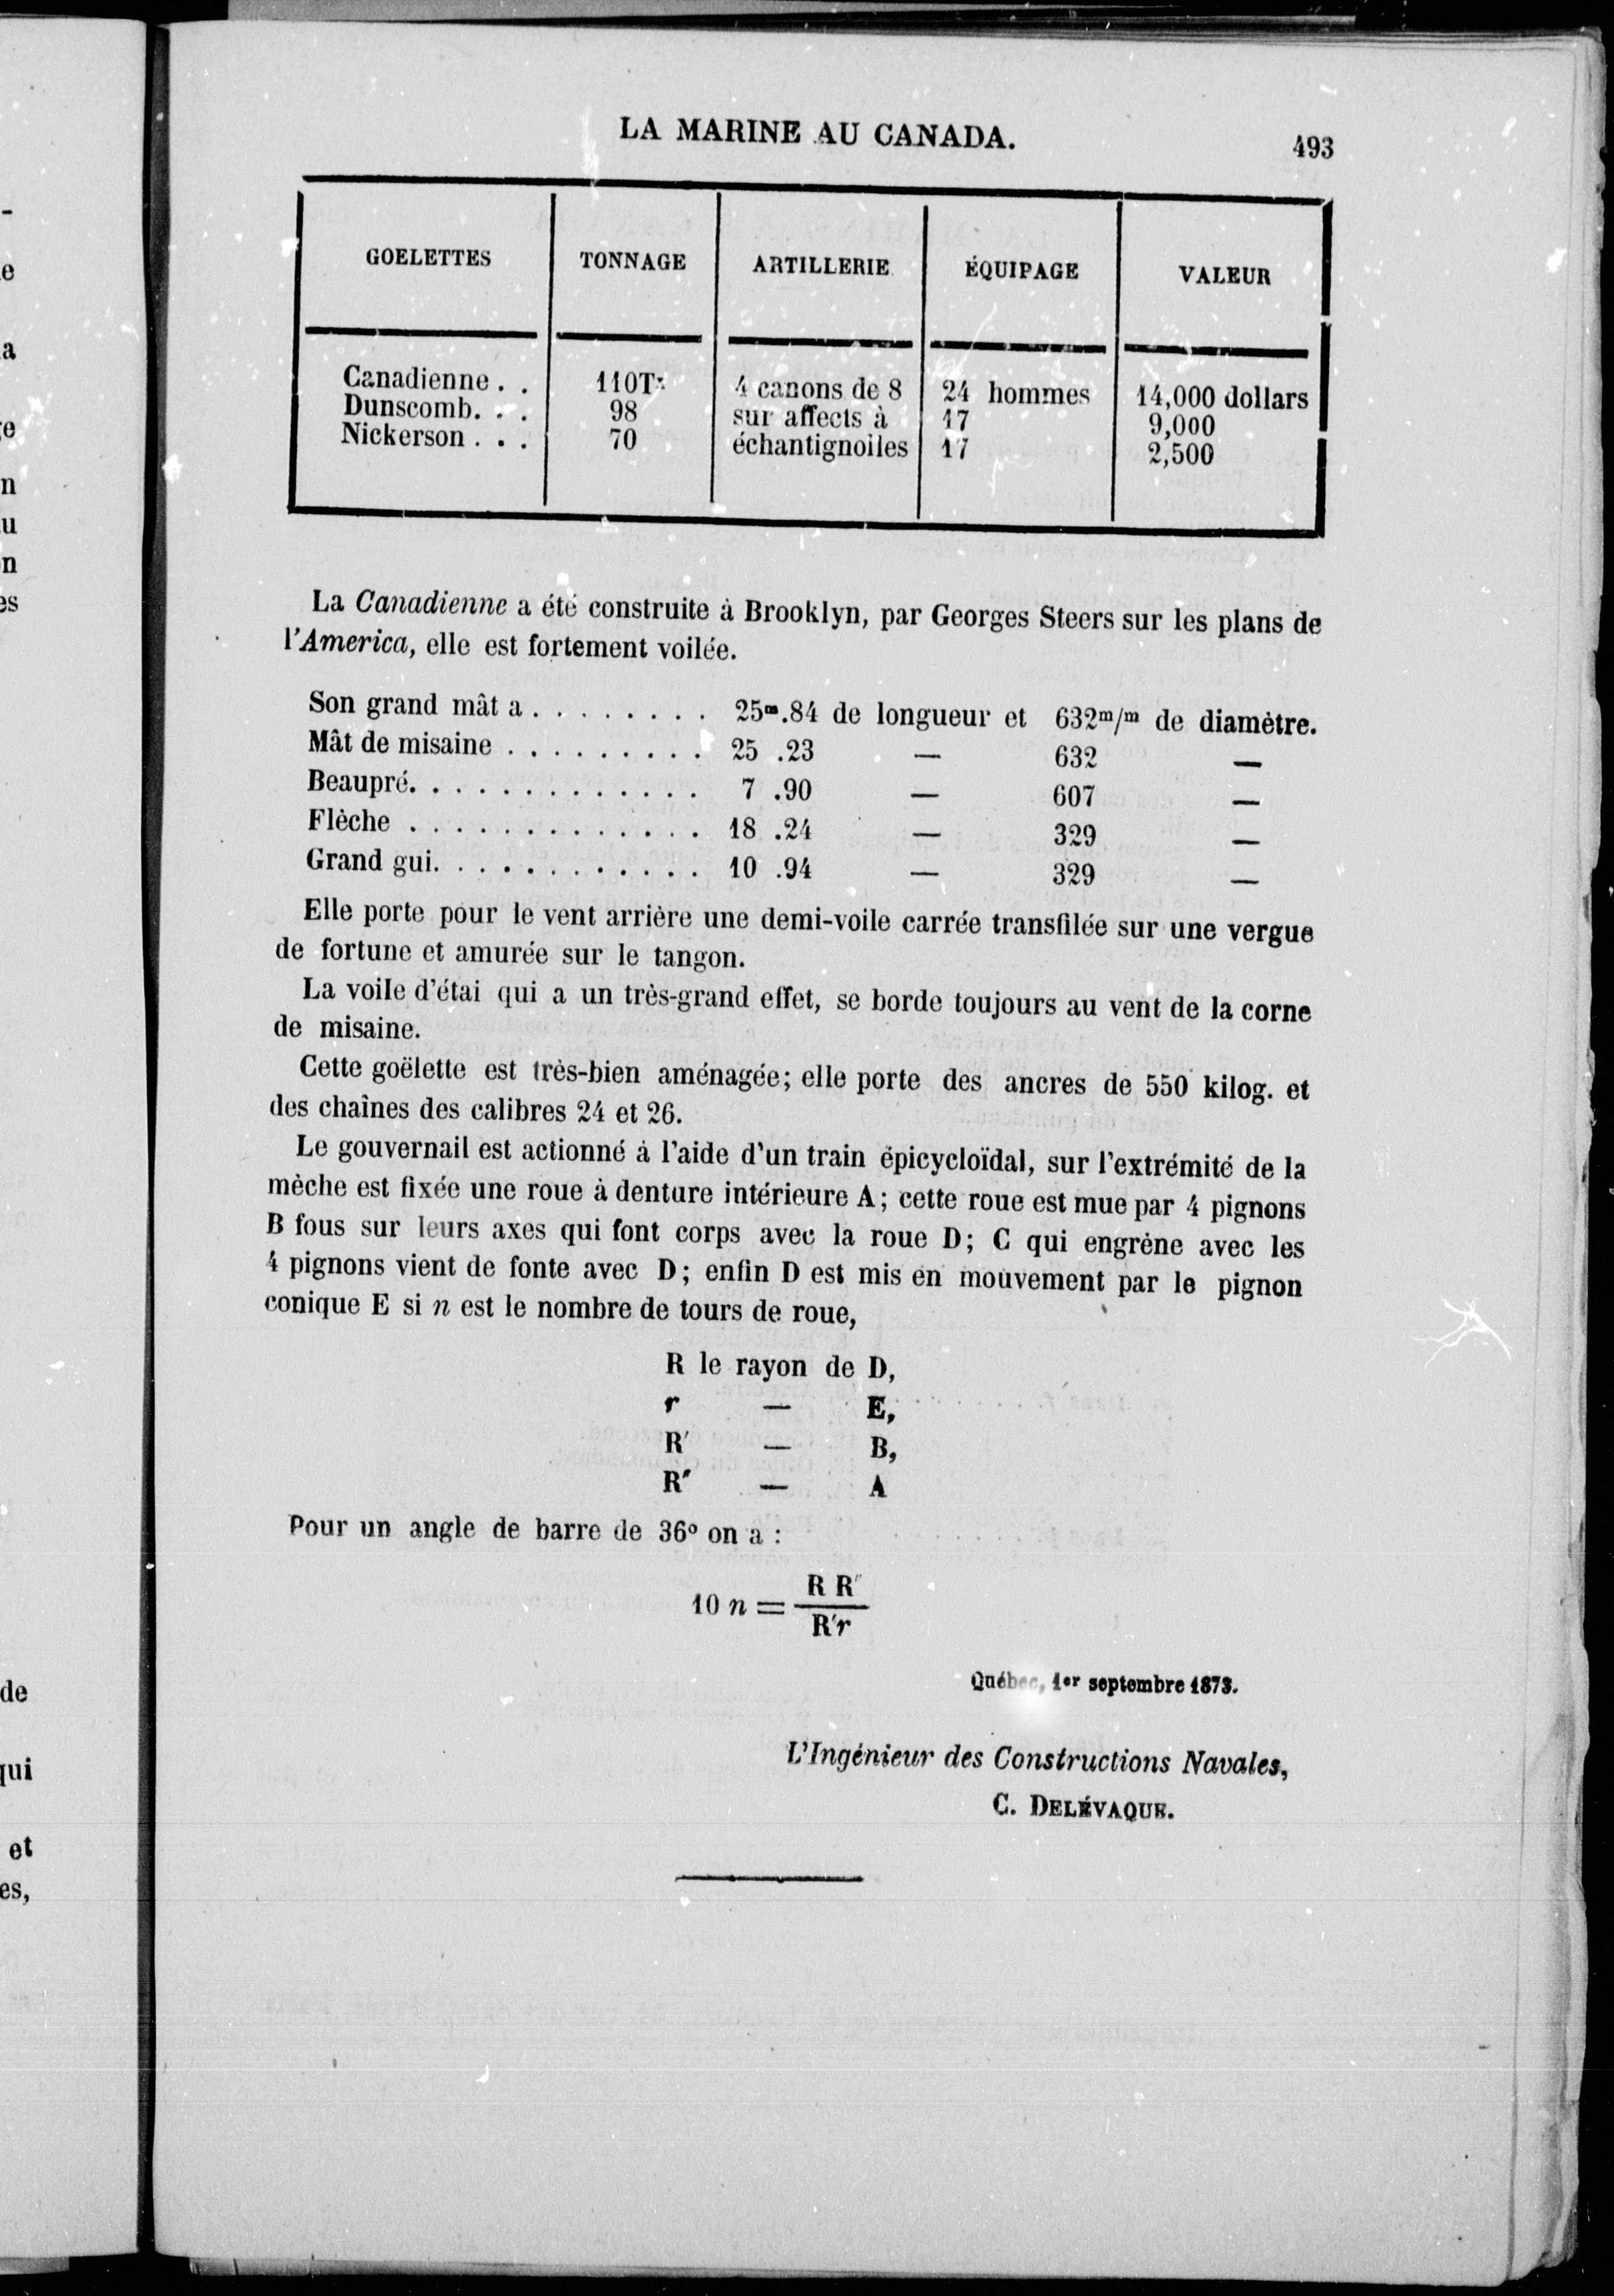 LA MARINE AU CANADA.
493
GOELETTES TONNAGE ARTILLERIE ÉQUIPAGE VALEUR
Canadienne . . 110Tx 4 canons de 8 24 hommes 14,000 dollars
Dunscomb. . . 98 sur affects à 17 9,000
Nickerson . . . 70 échantignolles 17 2,500
La Canadienne a été construite à Brooklyn, par Georges Steers sur les plans de
l'America, elle est fortement voilée.
Son grand mât a . . . . . . . . 25m.84 de longueur et 632m/m de diamètre.
Mât de misaine . . . . . . . . . 25 .23 — 632 —
Beaupré. . . . . . . . . . . . . 7 .90 — 607 —
Flèche . . . . . . . . . . . . . 18 .24 — 329 —
Grand gui. . . . . . . . . . . . 10 .94 — 329 —
Elle porte pour le vent arrière une demi-voile carrée transfilée sur une vergue
de fortune et amurée sur le tangon.
La voile d'étai qui a un très-grand effet, se borde toujours au vent de la corne
de misaine.
Cette goëlette est très-bien aménagée; elle porte des ancres de 550 kilog. et
des chaînes des calibres 24 et 26.
Le gouvernail est actionné à l'aide d'un train épicycloïdal, sur l'extrémité de la
mèche est fixée une roue à denture intérieure A; cette roue est mue par 4 pignons
B fous sur leurs axes qui font corps avec la roue D; C qui engrène avec les
4 pignons vient de fonte avec D; enfin D est mis en mouvement par le pignon
conique E si n est le nombre de tours de roue,
R le rayon de D,
r — E,
R' — B,
R" — A
Pour un angle de barre de 36° on a :
10 n = R R" / R'r
Québec, 1er septembre 1873.
L'Ingénieur des Constructions Navales,
C. DELÉVAQUE.